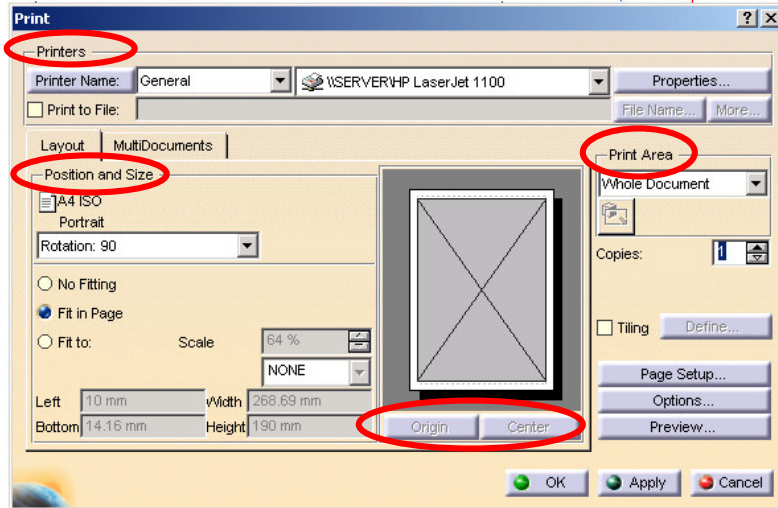 Print
Printers
Printer Name: General \\SERVER\HP LaserJet 1100 Properties...
Print to File: File Name... More...
Layout MultiDocuments
Position and Size
A4 ISO
Portrait
Rotation: 90
No Fitting
Fit in Page
Fit to: Scale 64 %
NONE
Left 10 mm Width 268.69 mm
Bottom 14.16 mm Height 190 mm
Origin Center
Print Area
Whole Document
Copies: 1
Tiling Define...
Page Setup...
Options...
Preview...
OK Apply Cancel